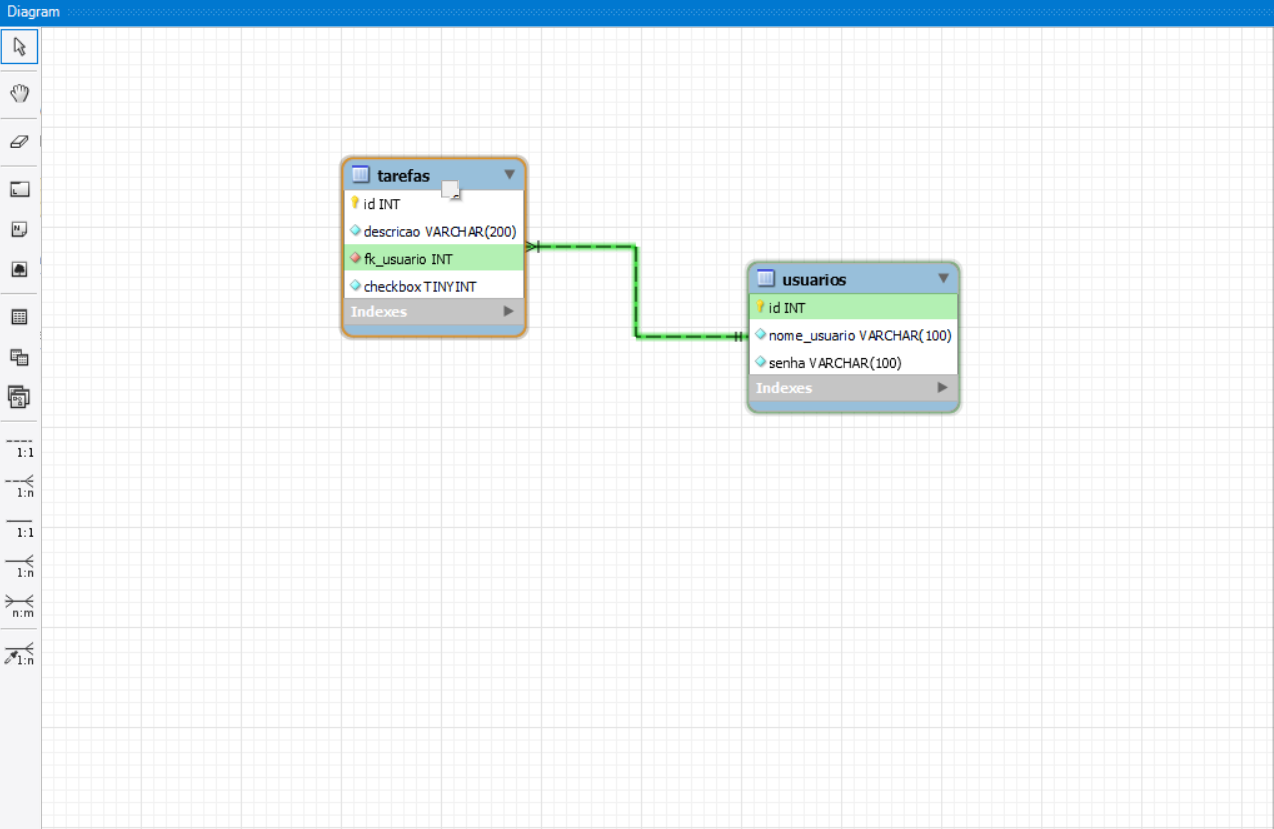 Diagram
tarefas
id INT
descricao VARCHAR(200)
fk_usuario INT
checkbox TINYINT
Indexes
usuarios
id INT
nome_usuario VARCHAR(100)
senha VARCHAR(100)
Indexes
1:1
1:n
1:1
1:n
n:m
1:n